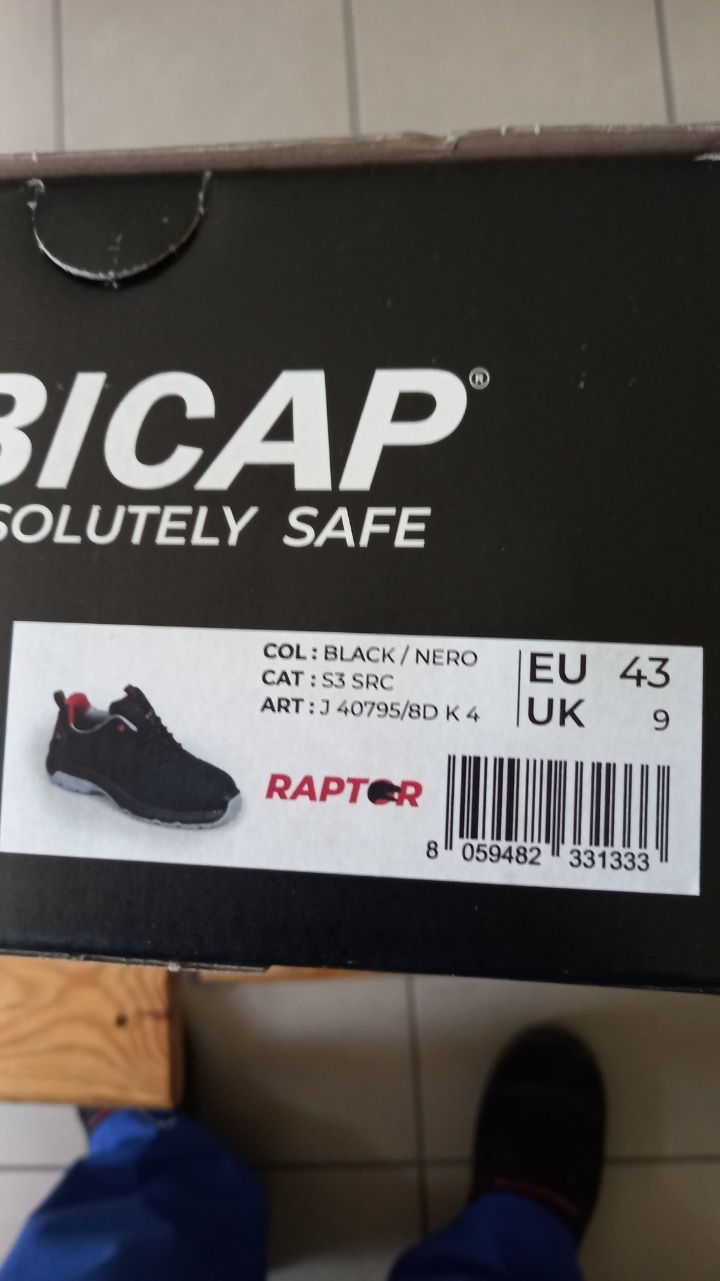 BICAP®
SOLUTELY SAFE
COL : BLACK / NERO
CAT : S3 SRC
ART : J 40795/8D K 4
EU 43
UK 9
RAPTOR
8 059482 331333